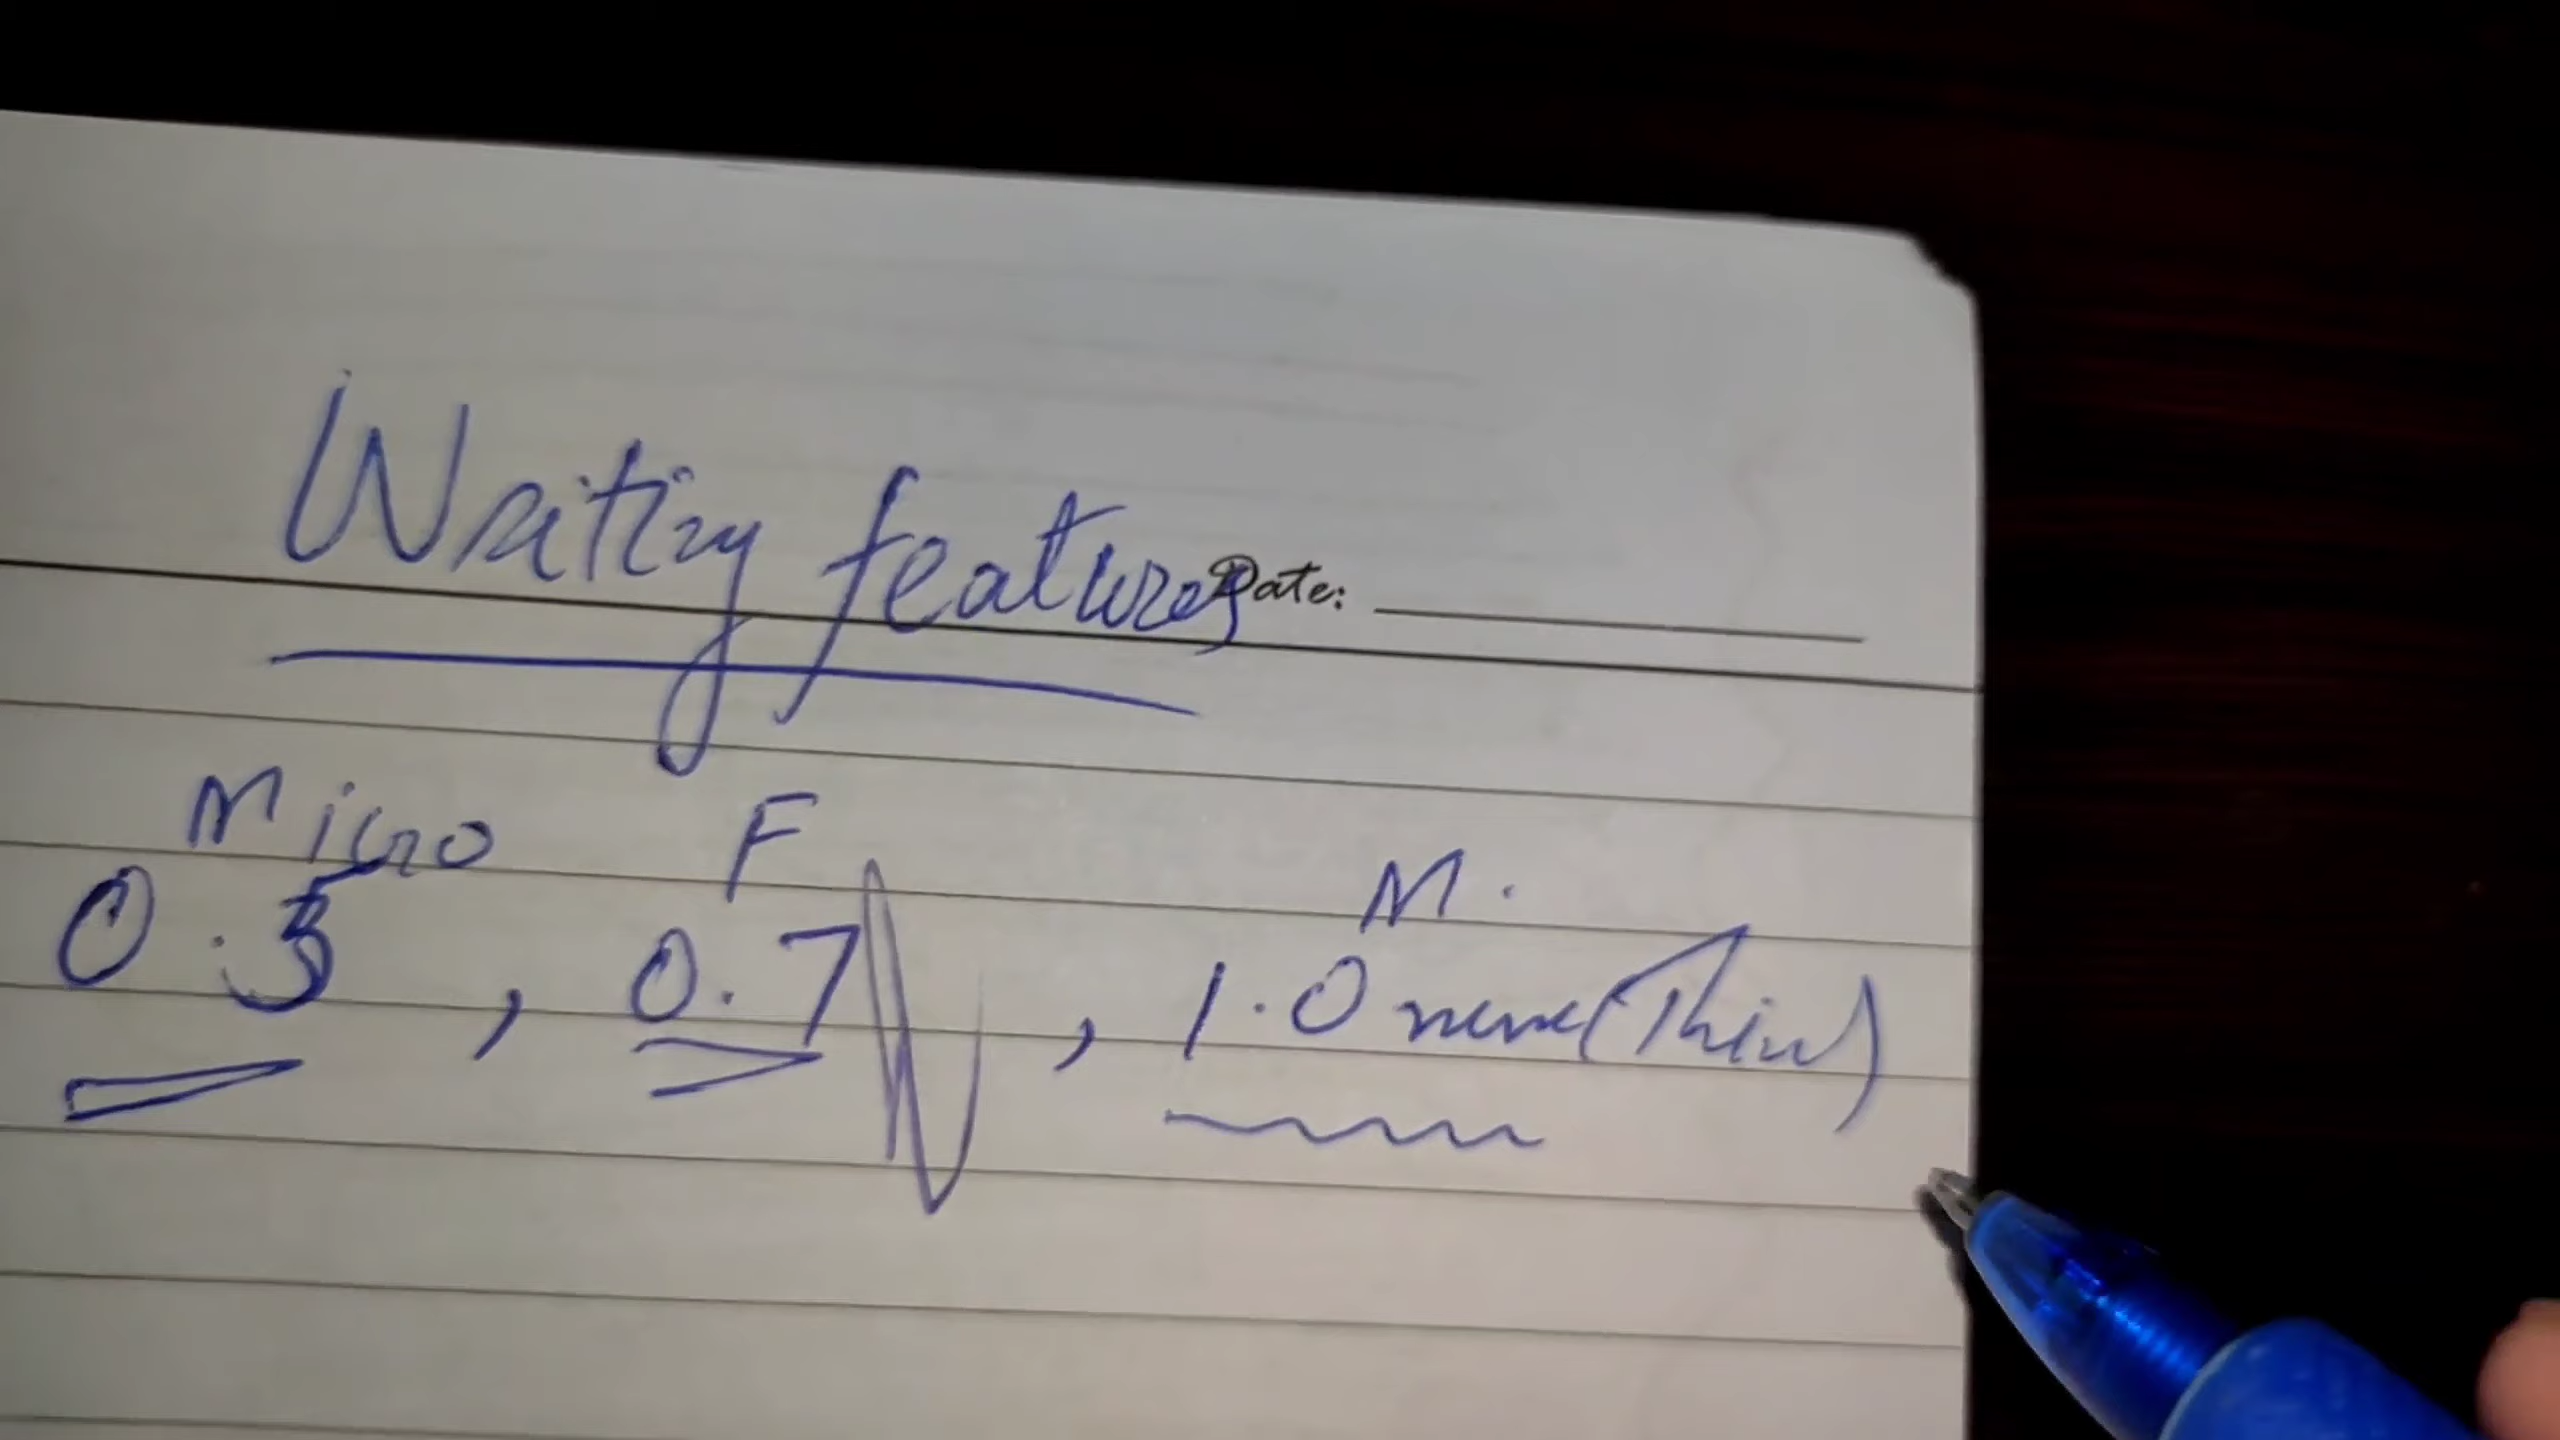 Writing features
Date:
Micro F M.
0.5, 0.7, 1.0 mm (Thin)